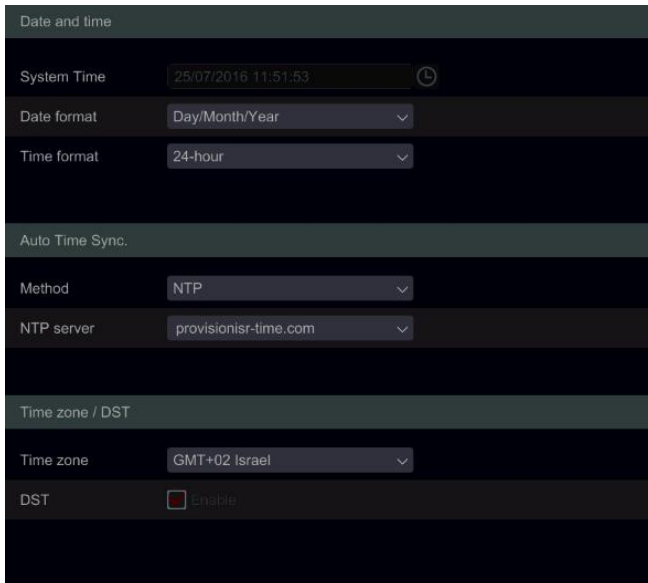 Date and time
System Time 25/07/2016 11:51:53
Date format Day/Month/Year
Time format 24-hour
Auto Time Sync.
Method NTP
NTP server provisionisr-time.com
Time zone / DST
Time zone GMT+02 Israel
DST Enable